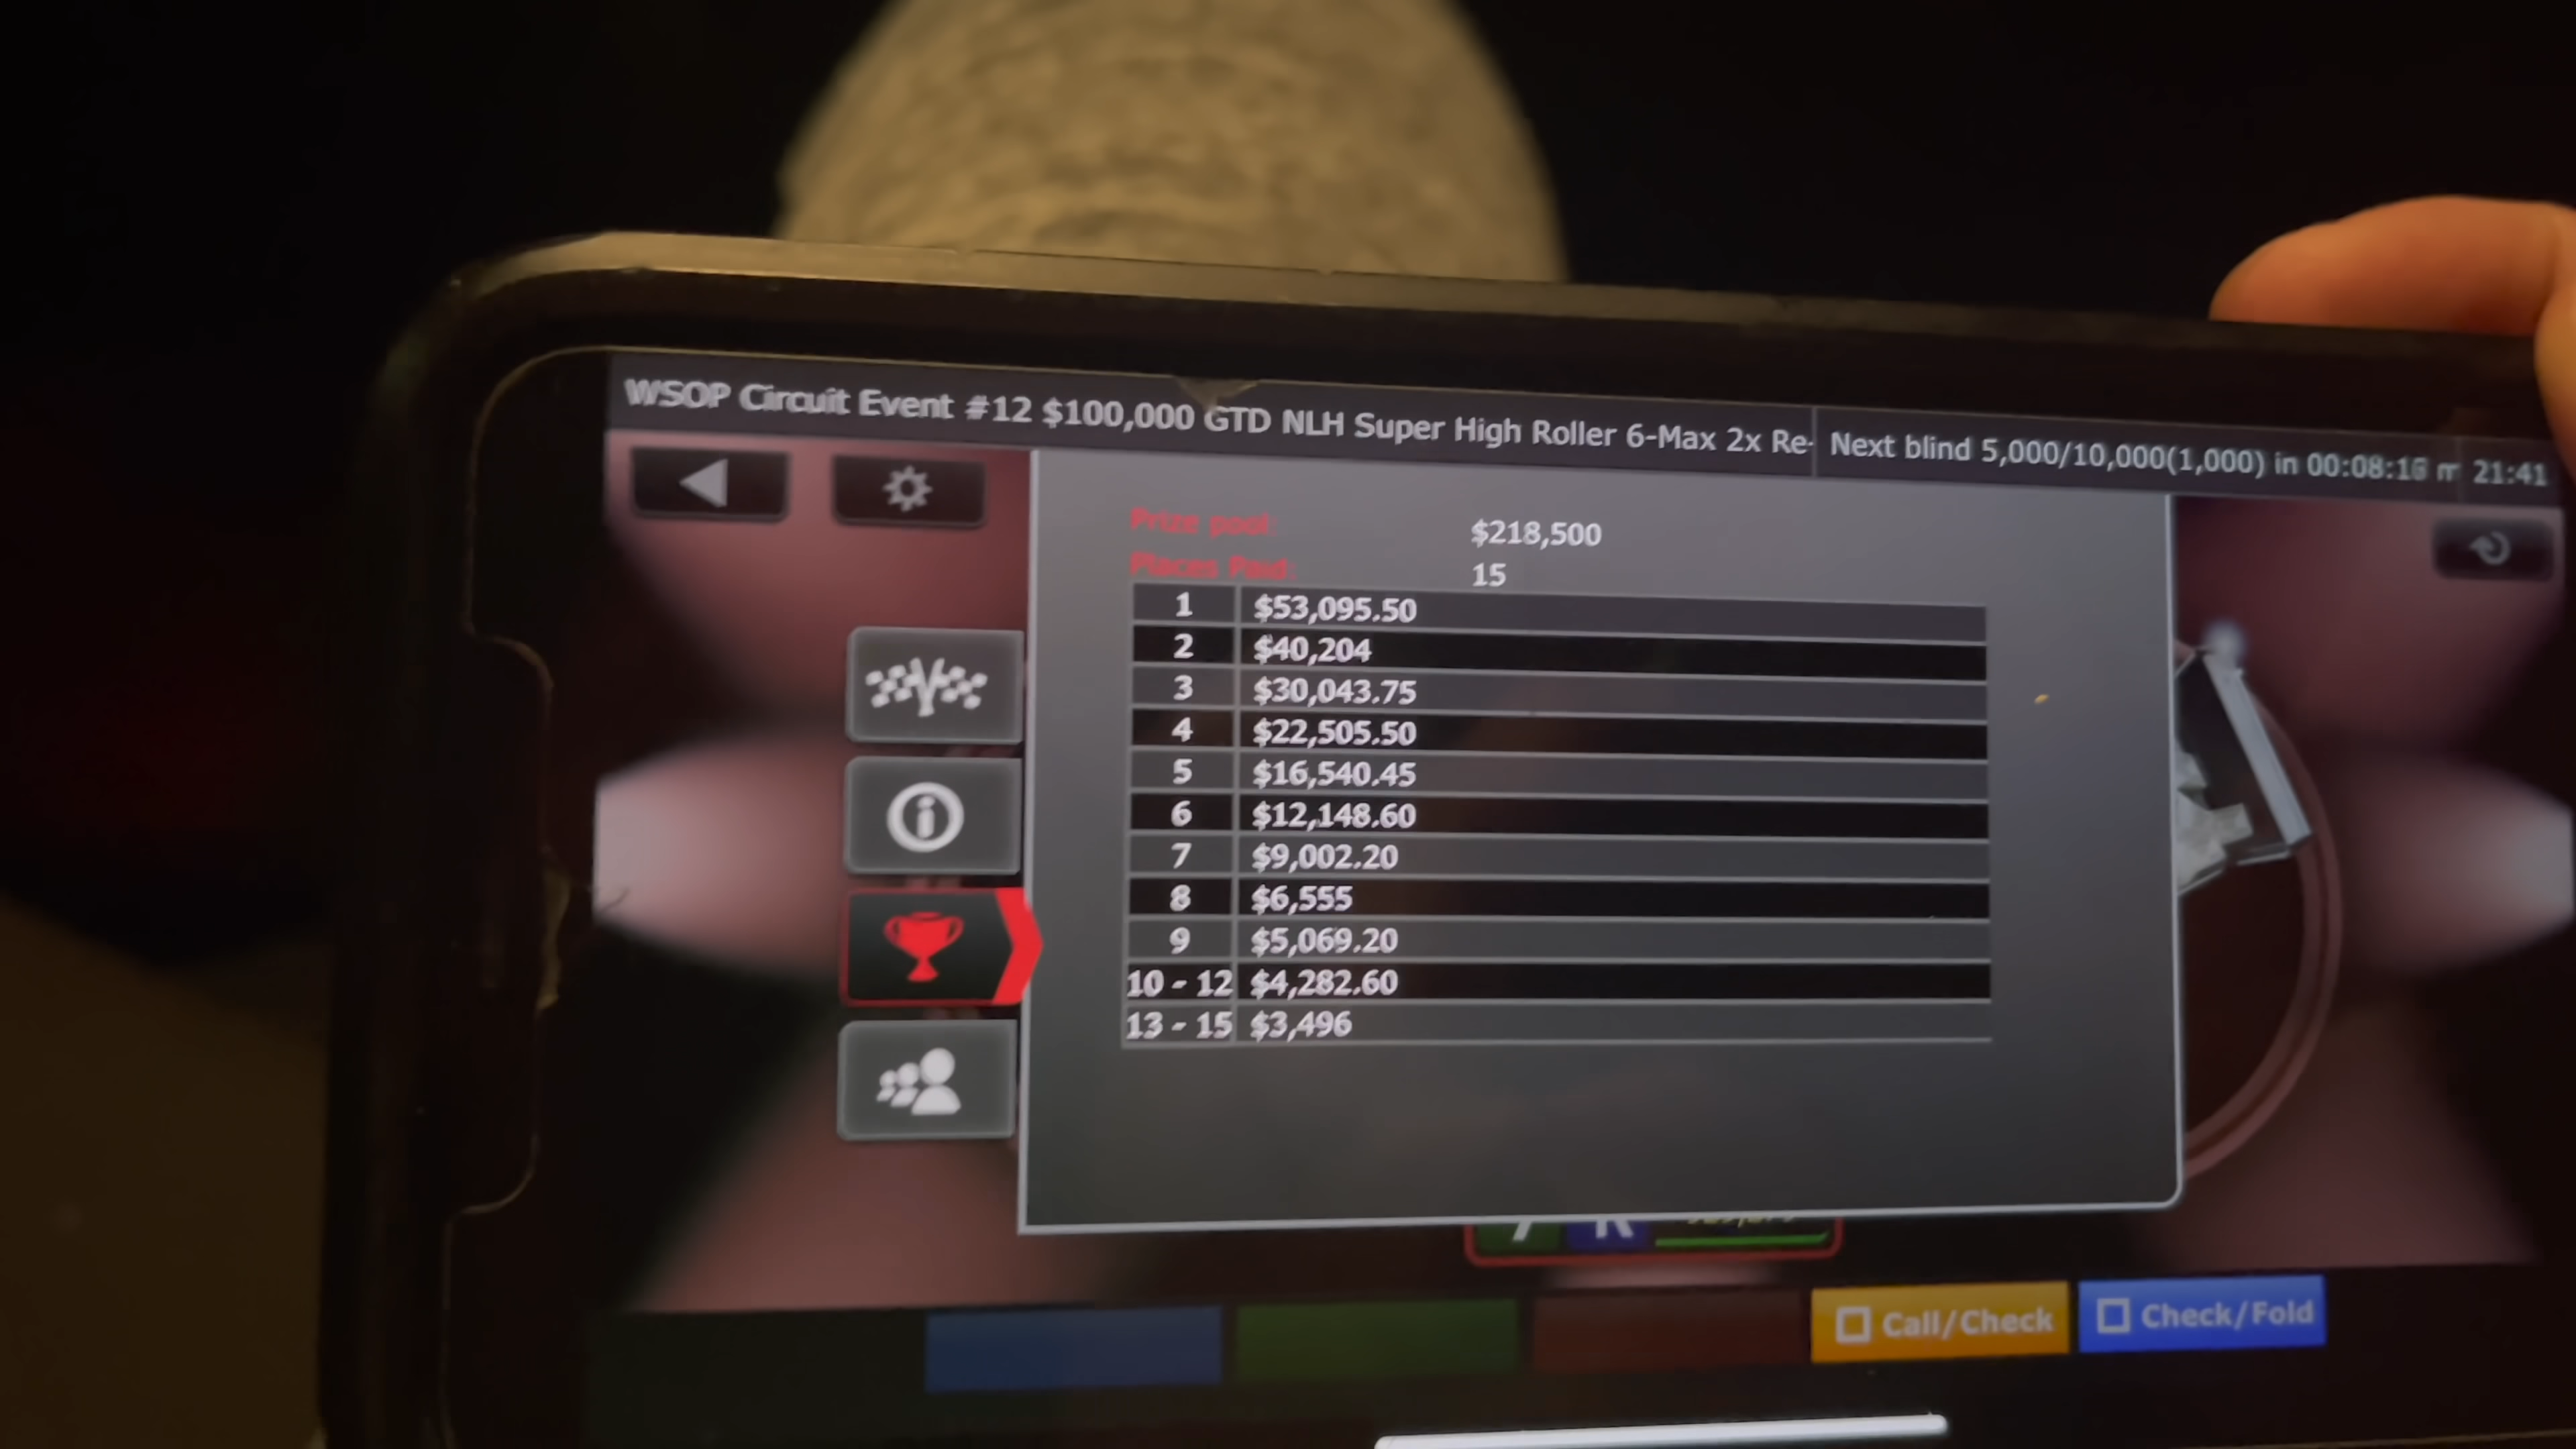 WSOP Circuit Event #12 $100,000 GTD NLH Super High Roller 6-Max 2x Re-
Next blind 5,000/10,000(1,000) in 00:08:16 m
21:41
Prize pool: $218,500
Places Paid: 15
1 $53,095.50
2 $40,204
3 $30,043.75
4 $22,505.50
5 $16,540.45
6 $12,148.60
7 $9,002.20
8 $6,555
9 $5,069.20
10 - 12 $4,282.60
13 - 15 $3,496
Call/Check
Check/Fold